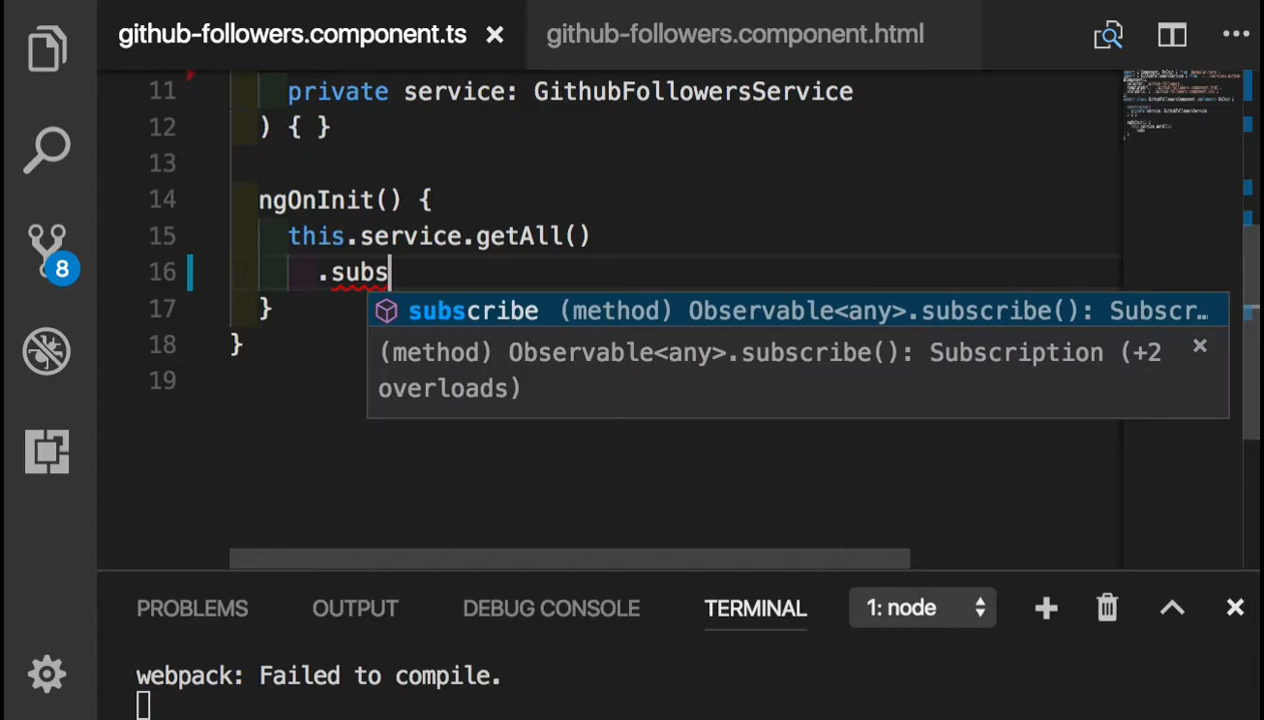 github-followers.component.ts
github-followers.component.html
11 private service: GithubFollowersService
12 ) { }
13
14 ngOnInit() {
15 this.service.getAll()
16 .subs
subscribe (method) Observable<any>.subscribe(): Subscr…
17 }
18 }
(method) Observable<any>.subscribe(): Subscription (+2
19
overloads)
8
PROBLEMS OUTPUT DEBUG CONSOLE TERMINAL 1: node
webpack: Failed to compile.